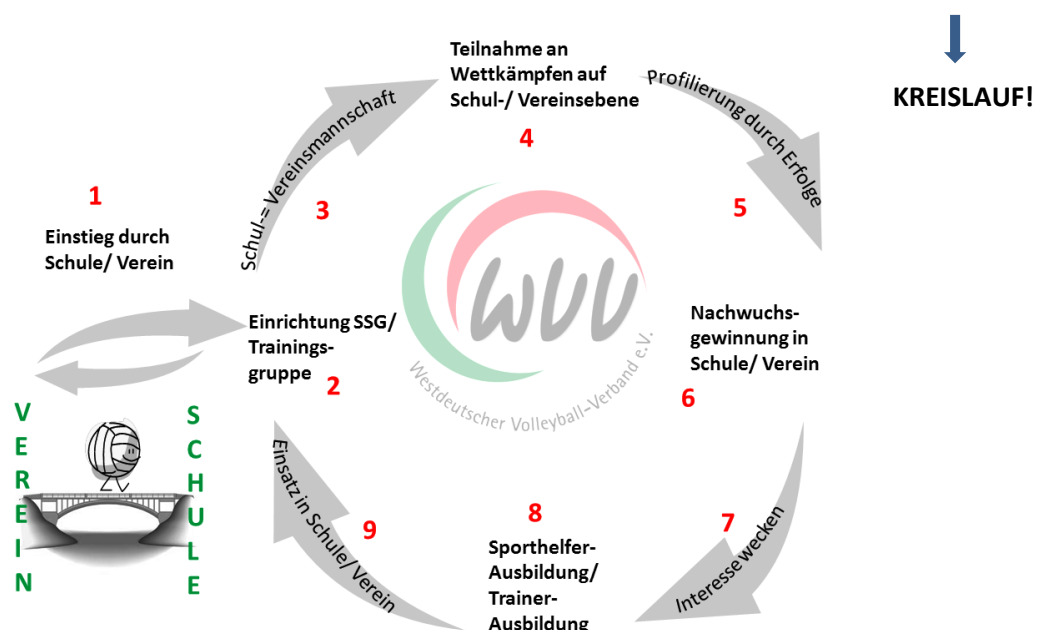 KREISLAUF!
1
Einstieg durch
Schule/ Verein
Einrichtung SSG/
Trainings-
gruppe
2
Schul-= Vereinsmannschaft
3
Teilnahme an
Wettkämpfen auf
Schul-/ Vereinsebene
4
Profilierung durch Erfolge
5
Nachwuchs-
gewinnung in
Schule/ Verein
6
Interesse wecken
7
8
Sporthelfer-
Ausbildung/
Trainer-
Ausbildung
Einsatz in Schule/ Verein
9
VEREIN
SCHULE
WVV
Westdeutscher Volleyball-Verband e.V.